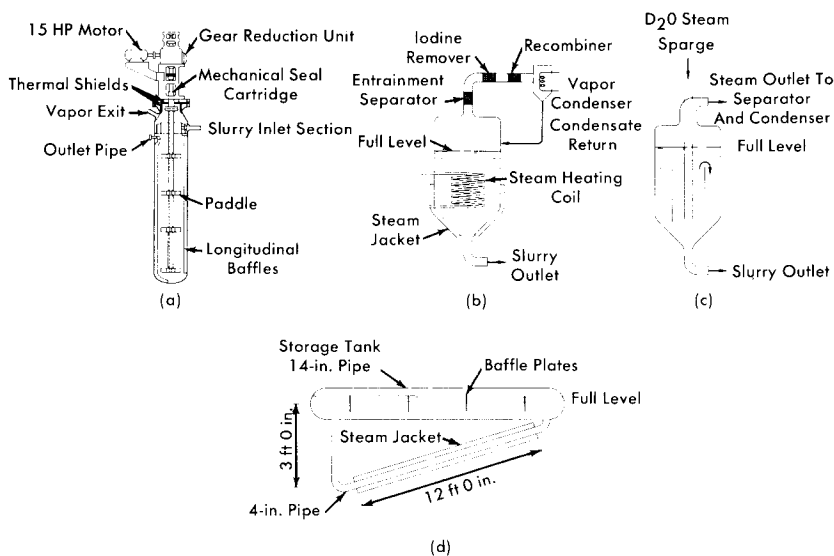 15 HP Motor
Gear Reduction Unit
Thermal Shields
Mechanical Seal
Cartridge
Vapor Exit
Slurry Inlet Section
Outlet Pipe
Paddle
Longitudinal
Baffles
(a)
Iodine
Remover
Recombiner
Entrainment
Separator
Vapor
Condenser
Condensate
Return
Full Level
Steam Heating
Coil
Steam
Jacket
Slurry
Outlet
(b)
D20 Steam
Sparge
Steam Outlet To
Separator
And Condenser
Full Level
Slurry Outlet
(c)
Storage Tank
14-in. Pipe
Baffle Plates
Full Level
Steam Jacket
3 ft 0 in.
12 ft 0 in.
4-in. Pipe
(d)